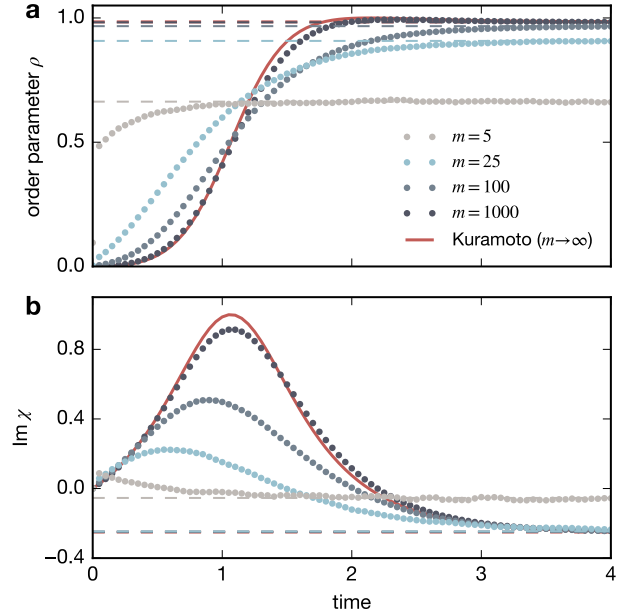 a
1.0
0.5
0.0
order parameter ρ
m = 5
m = 25
m = 100
m = 1000
Kuramoto (m→∞)
b
0.8
0.4
0.0
−0.4
Im χ
0 1 2 3 4
time